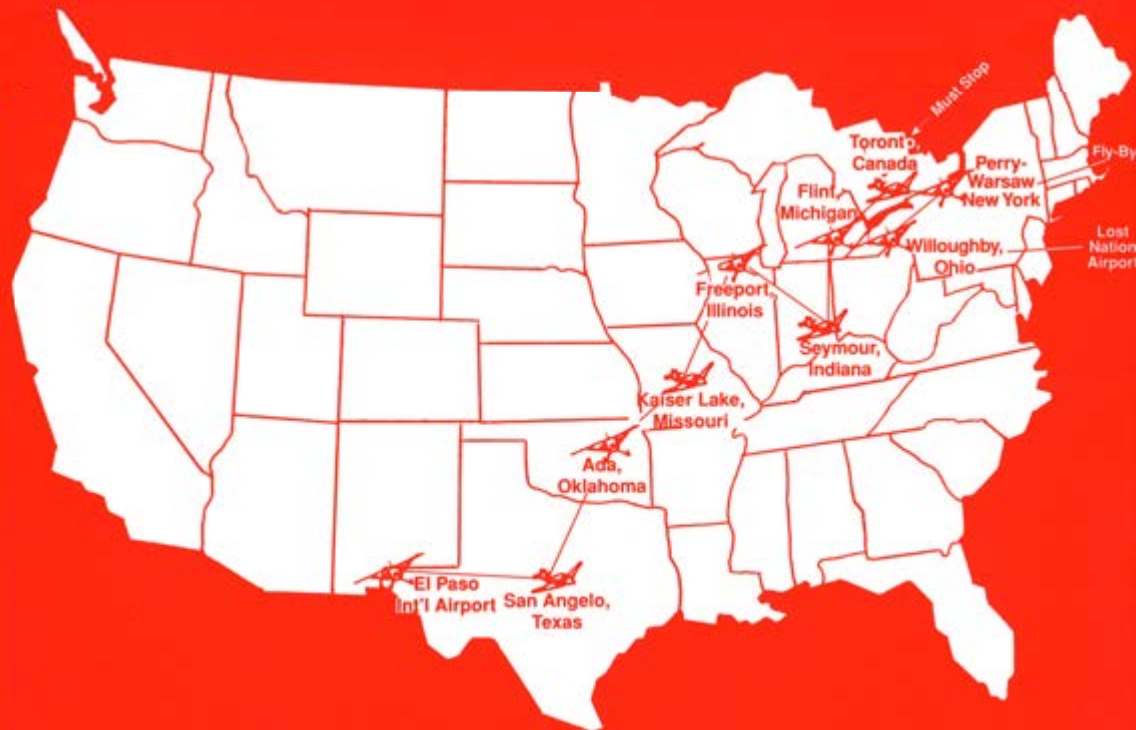 Must Stop
Toronto,
Canada
Fly-By
Perry-
Warsaw
New York
Flint,
Michigan
Lost
Nation
Airport
Willoughby,
Ohio
Freeport,
Illinois
Seymour,
Indiana
Kaiser Lake,
Missouri
Ada,
Oklahoma
El Paso
Int'l Airport
San Angelo,
Texas